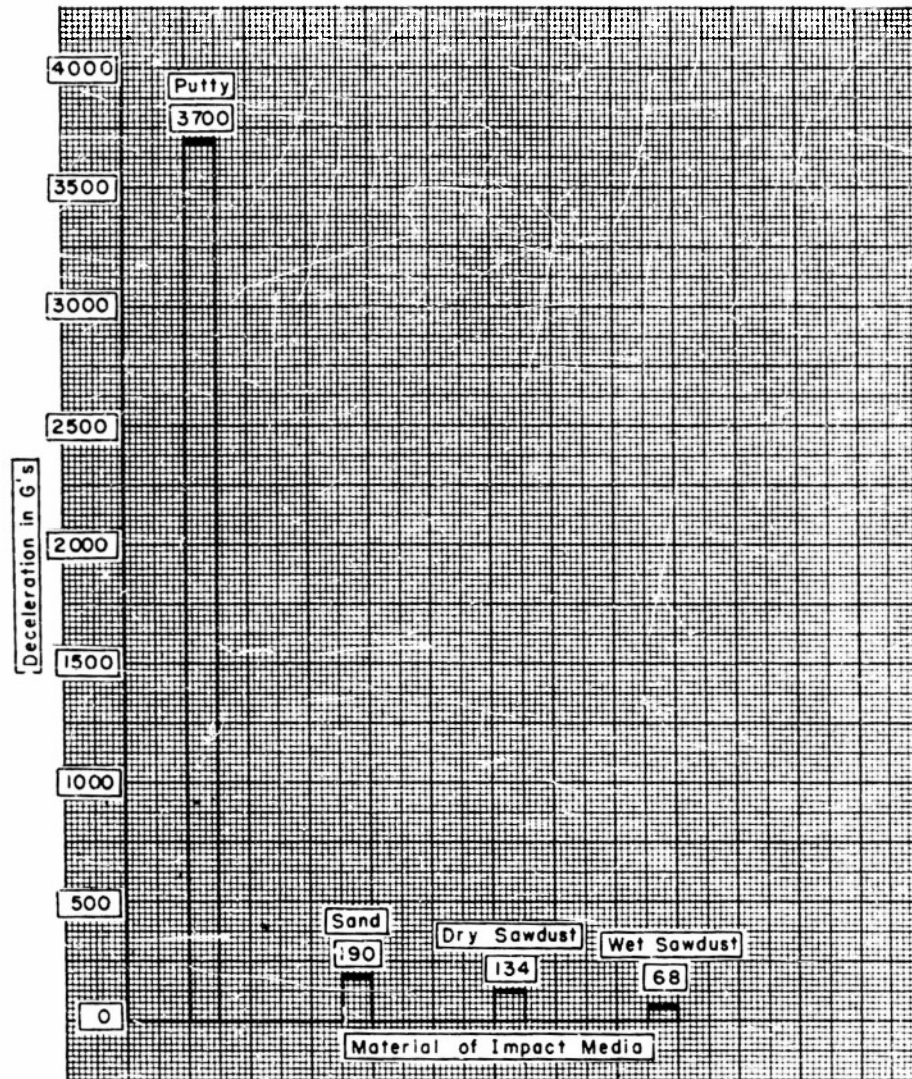 4000
Putty
3700
3500
3000
2500
Deceleration in G's
2000
1500
1000
500
Sand
190
Dry Sawdust
134
Wet Sawdust
68
0
Material of Impact Media